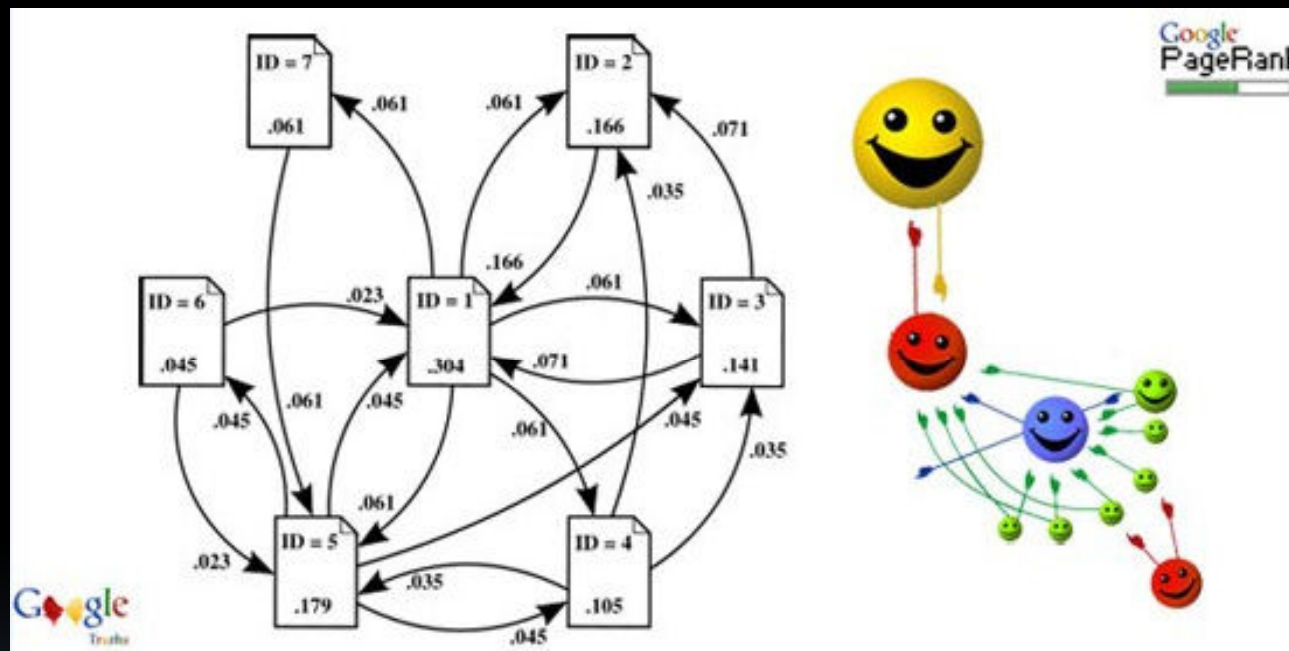 Google
PageRank
ID = 7
.061
ID = 2
.166
.061
.061
.071
.035
.166
ID = 6
.045
.023
ID = 1
.304
.061
ID = 3
.141
.071
.045
.061
.045
.061
.045
.035
.061
.023
ID = 5
.179
.035
.045
ID = 4
.105
Google
Truths